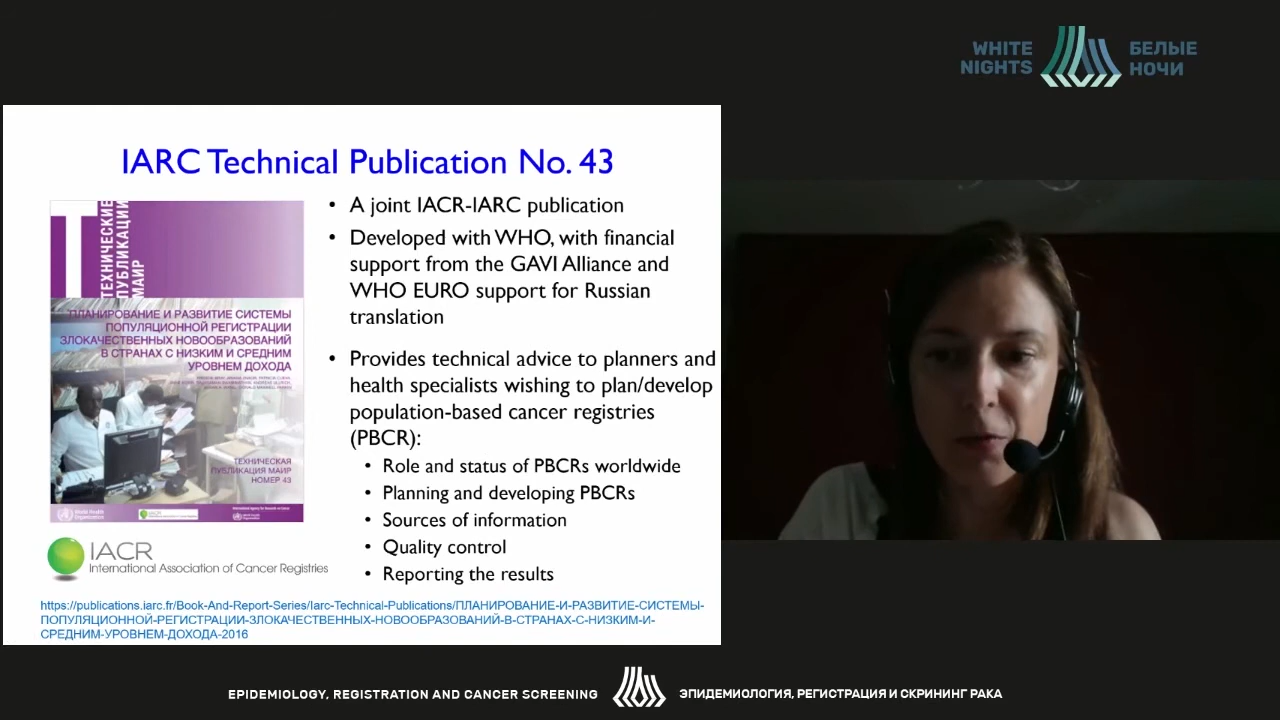 WHITE NIGHTS
БЕЛЫЕ НОЧИ
IARC Technical Publication No. 43
ТЕХНИЧЕСКИЕ
ПУБЛИКАЦИИ
МАИР
ПЛАНИРОВАНИЕ И РАЗВИТИЕ СИСТЕМЫ
ПОПУЛЯЦИОННОЙ РЕГИСТРАЦИИ
ЗЛОКАЧЕСТВЕННЫХ НОВООБРАЗОВАНИЙ
В СТРАНАХ С НИЗКИМ И СРЕДНИМ
УРОВНЕМ ДОХОДА
ТЕХНИЧЕСКАЯ
ПУБЛИКАЦИЯ МАИР
НОМЕР 43
World Health
Organization
IACR
International Association of Cancer Registries
• A joint IACR-IARC publication
• Developed with WHO, with financial
support from the GAVI Alliance and
WHO EURO support for Russian
translation
• Provides technical advice to planners and
health specialists wishing to plan/develop
population-based cancer registries
(PBCR):
• Role and status of PBCRs worldwide
• Planning and developing PBCRs
• Sources of information
• Quality control
• Reporting the results
https://publications.iarc.fr/Book-And-Report-Series/Iarc-Technical-Publications/ПЛАНИРОВАНИЕ-И-РАЗВИТИЕ-СИСТЕМЫ-
ПОПУЛЯЦИОННОЙ-РЕГИСТРАЦИИ-ЗЛОКАЧЕСТВЕННЫХ-НОВООБРАЗОВАНИЙ-В-СТРАНАХ-С-НИЗКИМ-И-
СРЕДНИМ-УРОВНЕМ-ДОХОДА-2016
EPIDEMIOLOGY, REGISTRATION AND CANCER SCREENING
ЭПИДЕМИОЛОГИЯ, РЕГИСТРАЦИЯ И СКРИНИНГ РАКА